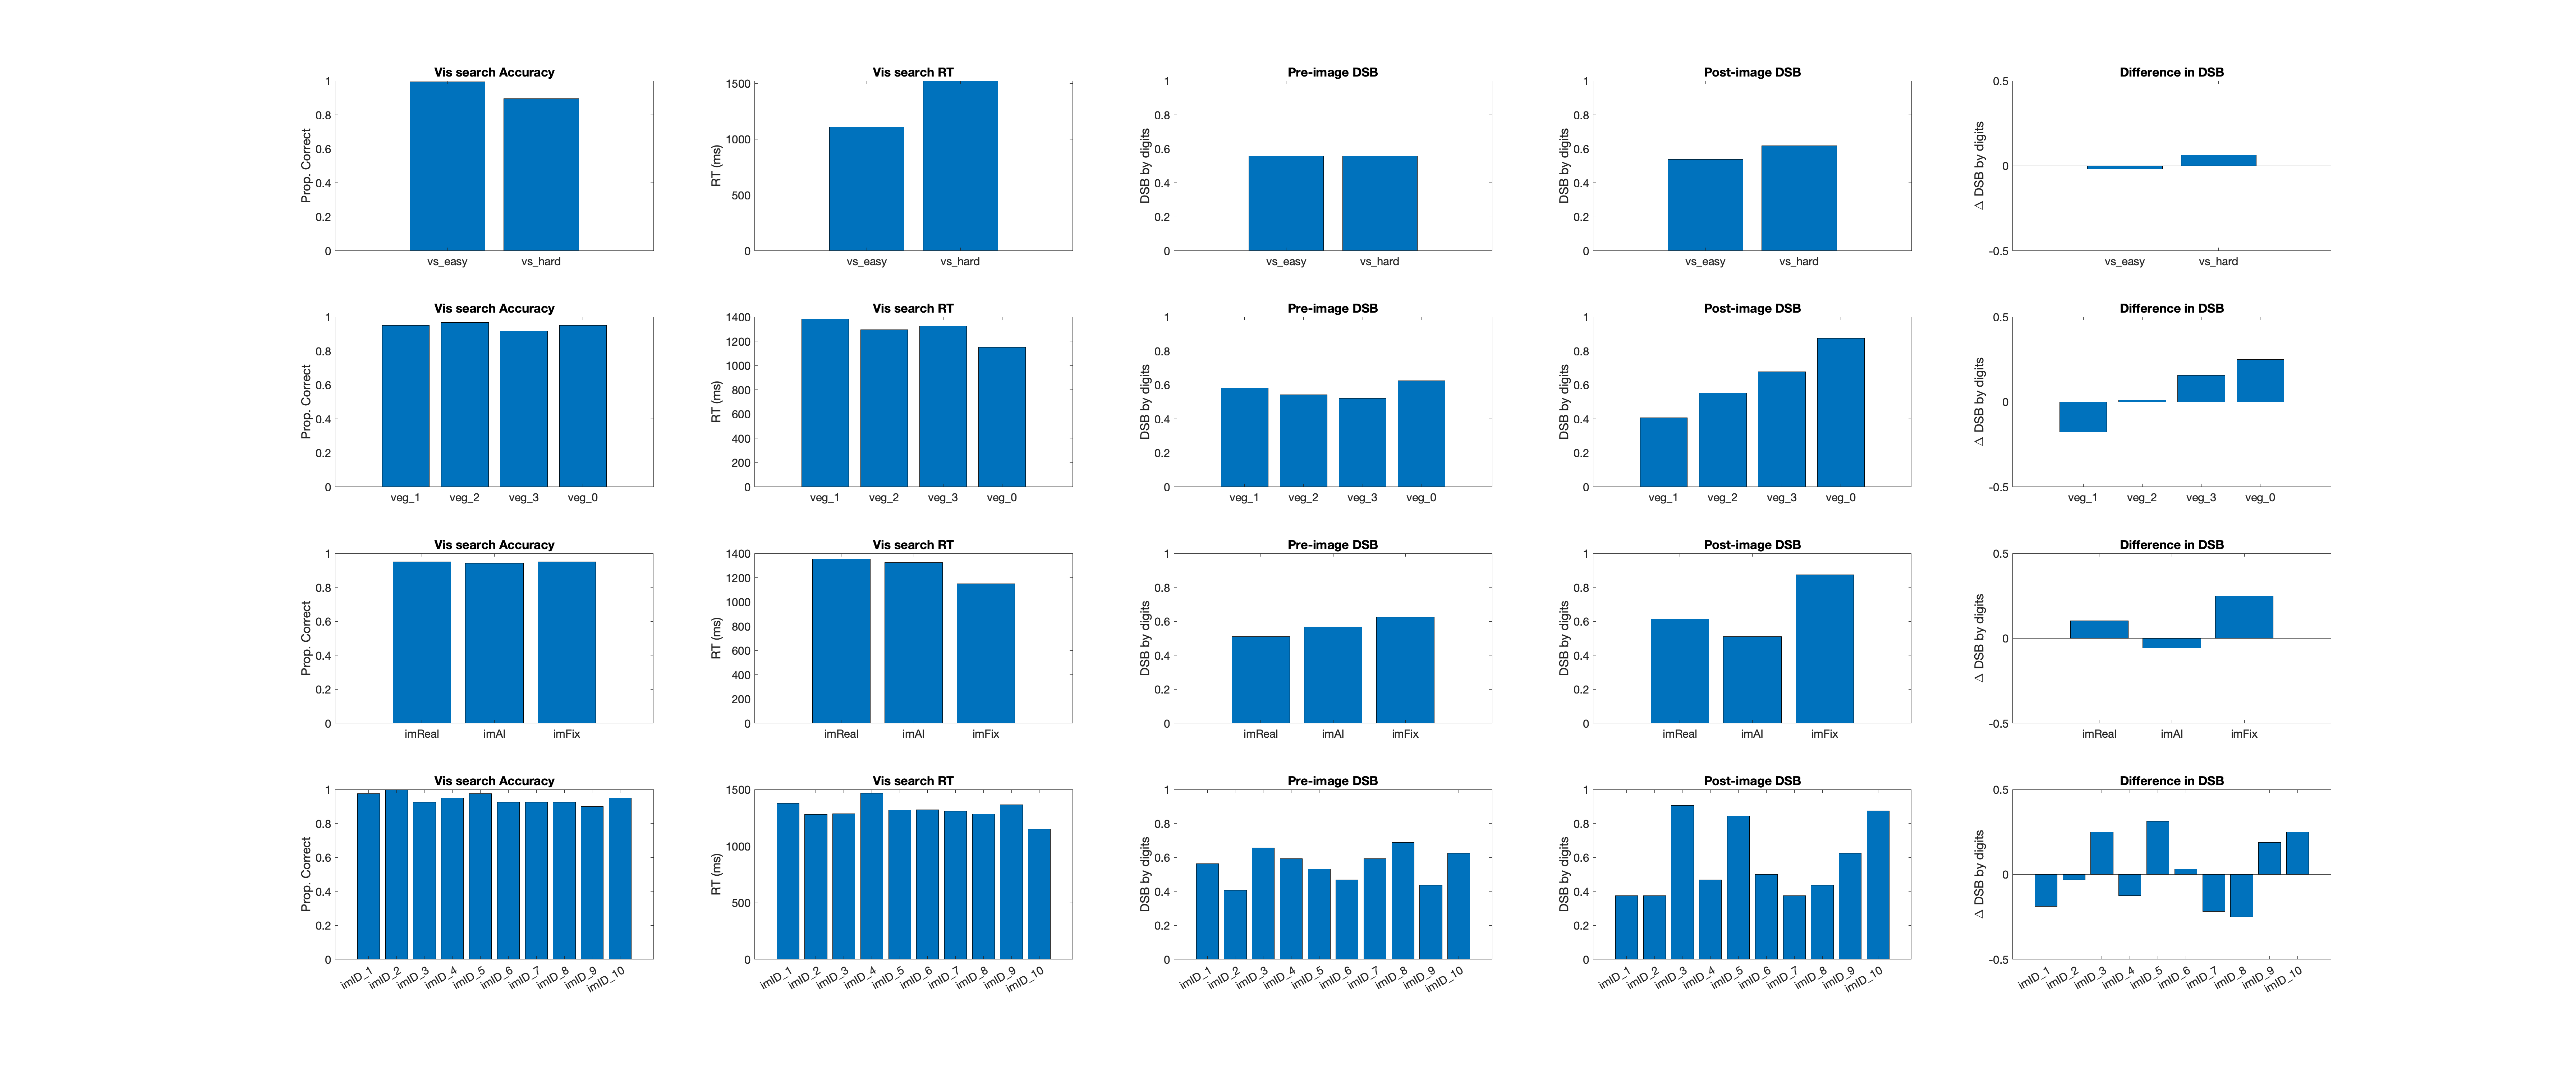 Vis search Accuracy
Prop. Correct
1
0.8
0.6
0.4
0.2
0
vs_easy vs_hard
Vis search RT
RT (ms)
1500
1000
500
0
vs_easy vs_hard
Pre-image DSB
DSB by digits
1
0.8
0.6
0.4
0.2
0
vs_easy vs_hard
Post-image DSB
DSB by digits
1
0.8
0.6
0.4
0.2
0
vs_easy vs_hard
Difference in DSB
Δ DSB by digits
0.5
0
-0.5
vs_easy vs_hard
Vis search Accuracy
Prop. Correct
1
0.8
0.6
0.4
0.2
0
veg_1 veg_2 veg_3 veg_0
Vis search RT
RT (ms)
1400
1200
1000
800
600
400
200
0
veg_1 veg_2 veg_3 veg_0
Pre-image DSB
DSB by digits
1
0.8
0.6
0.4
0.2
0
veg_1 veg_2 veg_3 veg_0
Post-image DSB
DSB by digits
1
0.8
0.6
0.4
0.2
0
veg_1 veg_2 veg_3 veg_0
Difference in DSB
Δ DSB by digits
0.5
0
-0.5
veg_1 veg_2 veg_3 veg_0
Vis search Accuracy
Prop. Correct
1
0.8
0.6
0.4
0.2
0
imReal imAI imFix
Vis search RT
RT (ms)
1400
1200
1000
800
600
400
200
0
imReal imAI imFix
Pre-image DSB
DSB by digits
1
0.8
0.6
0.4
0.2
0
imReal imAI imFix
Post-image DSB
DSB by digits
1
0.8
0.6
0.4
0.2
0
imReal imAI imFix
Difference in DSB
Δ DSB by digits
0.5
0
-0.5
imReal imAI imFix
Vis search Accuracy
Prop. Correct
1
0.8
0.6
0.4
0.2
0
imID_1 imID_2 imID_3 imID_4 imID_5 imID_6 imID_7 imID_8 imID_9 imID_10
Vis search RT
RT (ms)
1500
1000
500
0
imID_1 imID_2 imID_3 imID_4 imID_5 imID_6 imID_7 imID_8 imID_9 imID_10
Pre-image DSB
DSB by digits
1
0.8
0.6
0.4
0.2
0
imID_1 imID_2 imID_3 imID_4 imID_5 imID_6 imID_7 imID_8 imID_9 imID_10
Post-image DSB
DSB by digits
1
0.8
0.6
0.4
0.2
0
imID_1 imID_2 imID_3 imID_4 imID_5 imID_6 imID_7 imID_8 imID_9 imID_10
Difference in DSB
Δ DSB by digits
0.5
0
-0.5
imID_1 imID_2 imID_3 imID_4 imID_5 imID_6 imID_7 imID_8 imID_9 imID_10